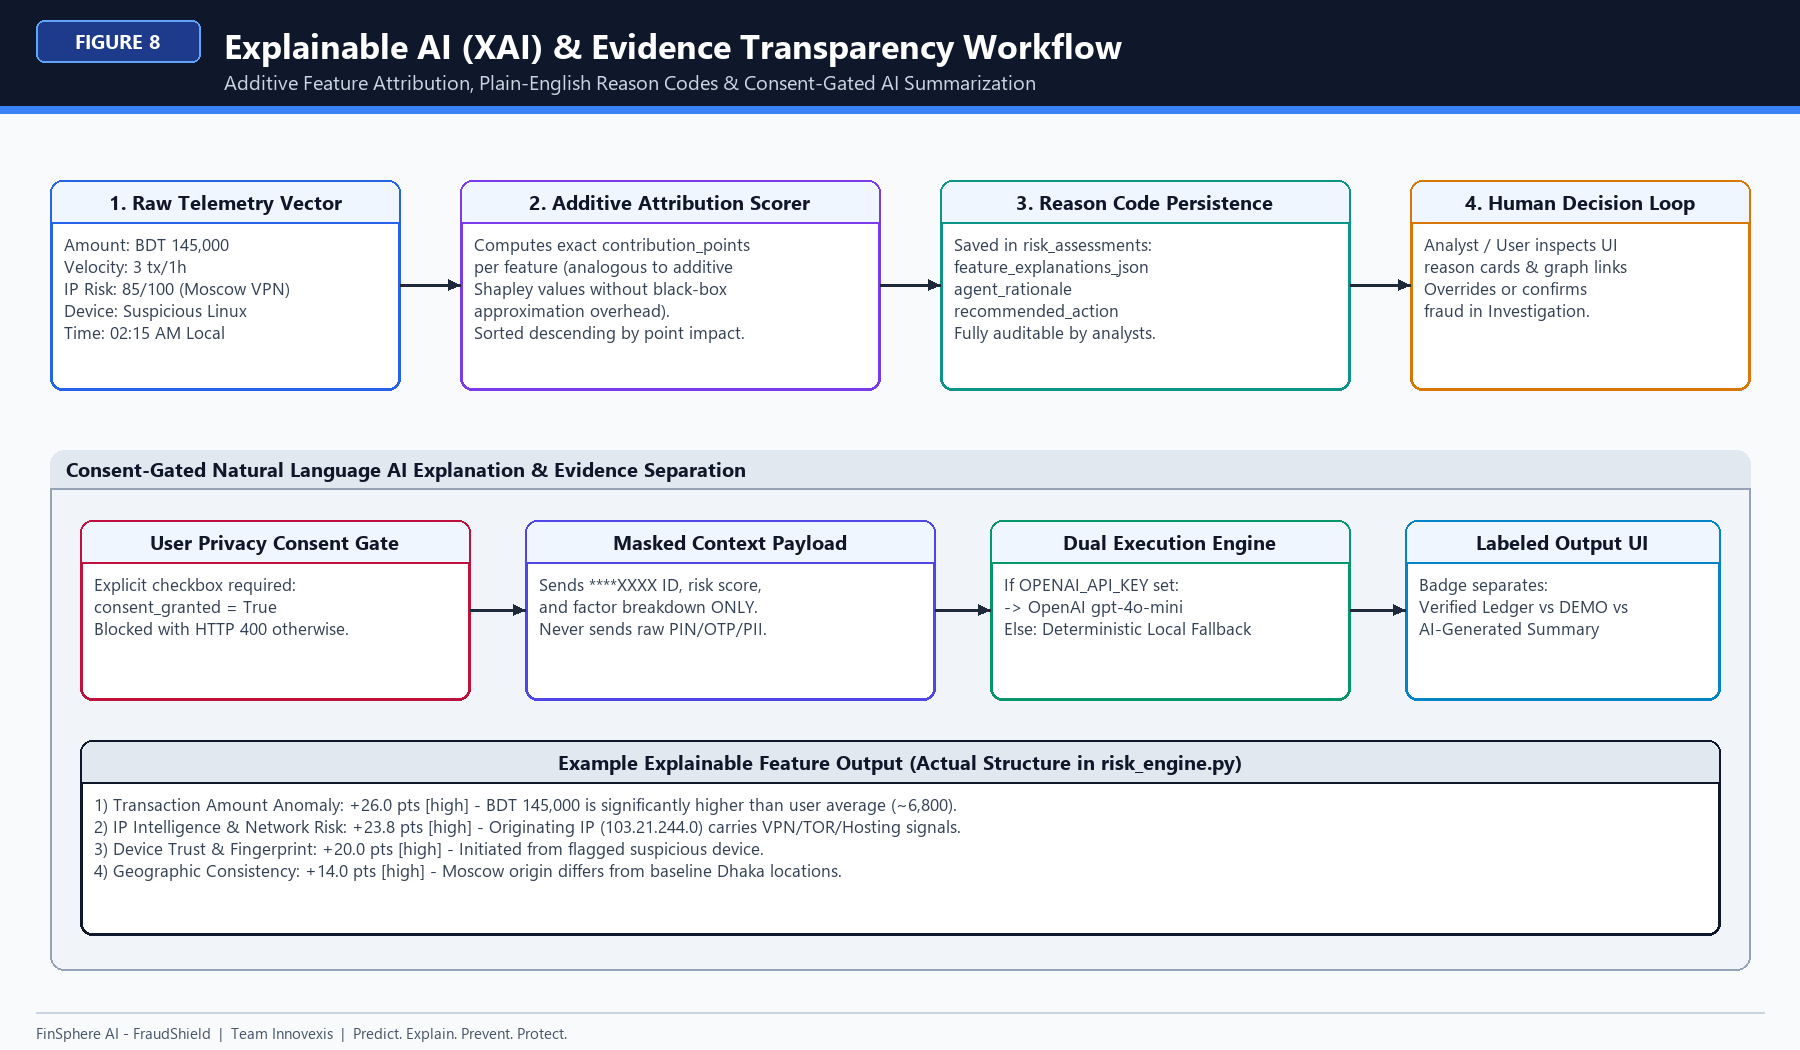 FIGURE 8
Explainable AI (XAI) & Evidence Transparency Workflow
Additive Feature Attribution, Plain-English Reason Codes & Consent-Gated AI Summarization
1. Raw Telemetry Vector
Amount: BDT 145,000
Velocity: 3 tx/1h
IP Risk: 85/100 (Moscow VPN)
Device: Suspicious Linux
Time: 02:15 AM Local
2. Additive Attribution Scorer
Computes exact contribution_points
per feature (analogous to additive
Shapley values without black-box
approximation overhead).
Sorted descending by point impact.
3. Reason Code Persistence
Saved in risk_assessments:
feature_explanations_json
agent_rationale
recommended_action
Fully auditable by analysts.
4. Human Decision Loop
Analyst / User inspects UI
reason cards & graph links
Overrides or confirms
fraud in Investigation.
Consent-Gated Natural Language AI Explanation & Evidence Separation
User Privacy Consent Gate
Explicit checkbox required:
consent_granted = True
Blocked with HTTP 400 otherwise.
Masked Context Payload
Sends ****XXXX ID, risk score,
and factor breakdown ONLY.
Never sends raw PIN/OTP/PII.
Dual Execution Engine
If OPENAI_API_KEY set:
-> OpenAI gpt-4o-mini
Else: Deterministic Local Fallback
Labeled Output UI
Badge separates:
Verified Ledger vs DEMO vs
AI-Generated Summary
Example Explainable Feature Output (Actual Structure in risk_engine.py)
1) Transaction Amount Anomaly: +26.0 pts [high] - BDT 145,000 is significantly higher than user average (~6,800).
2) IP Intelligence & Network Risk: +23.8 pts [high] - Originating IP (103.21.244.0) carries VPN/TOR/Hosting signals.
3) Device Trust & Fingerprint: +20.0 pts [high] - Initiated from flagged suspicious device.
4) Geographic Consistency: +14.0 pts [high] - Moscow origin differs from baseline Dhaka locations.
FinSphere AI - FraudShield | Team Innovexis | Predict. Explain. Prevent. Protect.